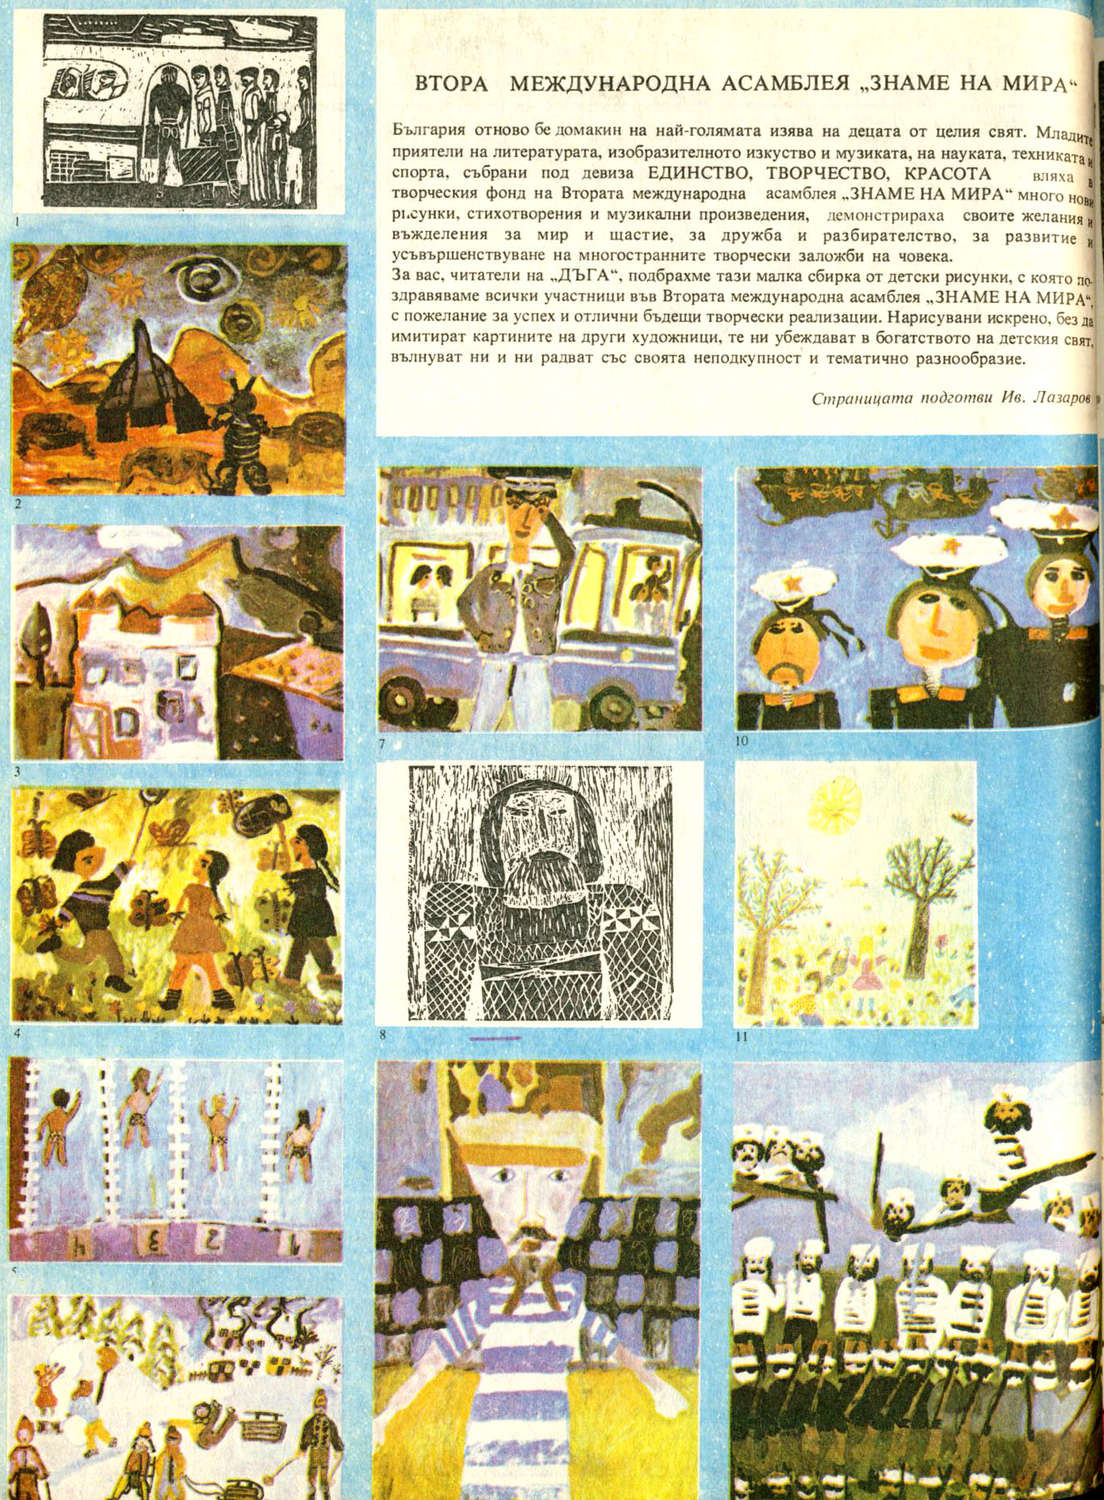 ВТОРА МЕЖДУНАРОДНА АСАМБЛЕЯ „ЗНАМЕ НА МИРА“
България отново бе домакин на най-голямата изява на децата от целия свят. Младите
приятели на литературата, изобразителното изкуство и музиката, на науката, техниката и
спорта, събрани под девиза ЕДИНСТВО, ТВОРЧЕСТВО, КРАСОТА вляха в
творческия фонд на Втората международна асамблея „ЗНАМЕ НА МИРА“ много нови
рисунки, стихотворения и музикални произведения, демонстрираха своите желания и
въжделения за мир и щастие, за дружба и разбирателство, за развитие и
усъвършенствуване на многостранните творчески заложби на човека.
За вас, читатели на „ДЪГА“, подбрахме тази малка сбирка от детски рисунки, с която по-
здравяваме всички участници във Втората международна асамблея „ЗНАМЕ НА МИРА“,
с пожелание за успех и отлични бъдещи творчески реализации. Нарисувани искрено, без да
имитират картините на други художници, те ни убеждават в богатството на детския свят,
вълнуват ни и ни радват със своята неподкупност и тематично разнообразие.
Страницата подготви Ив. Лазаров
1
2
3
7
10
4
8
11
4 3 2 1
5